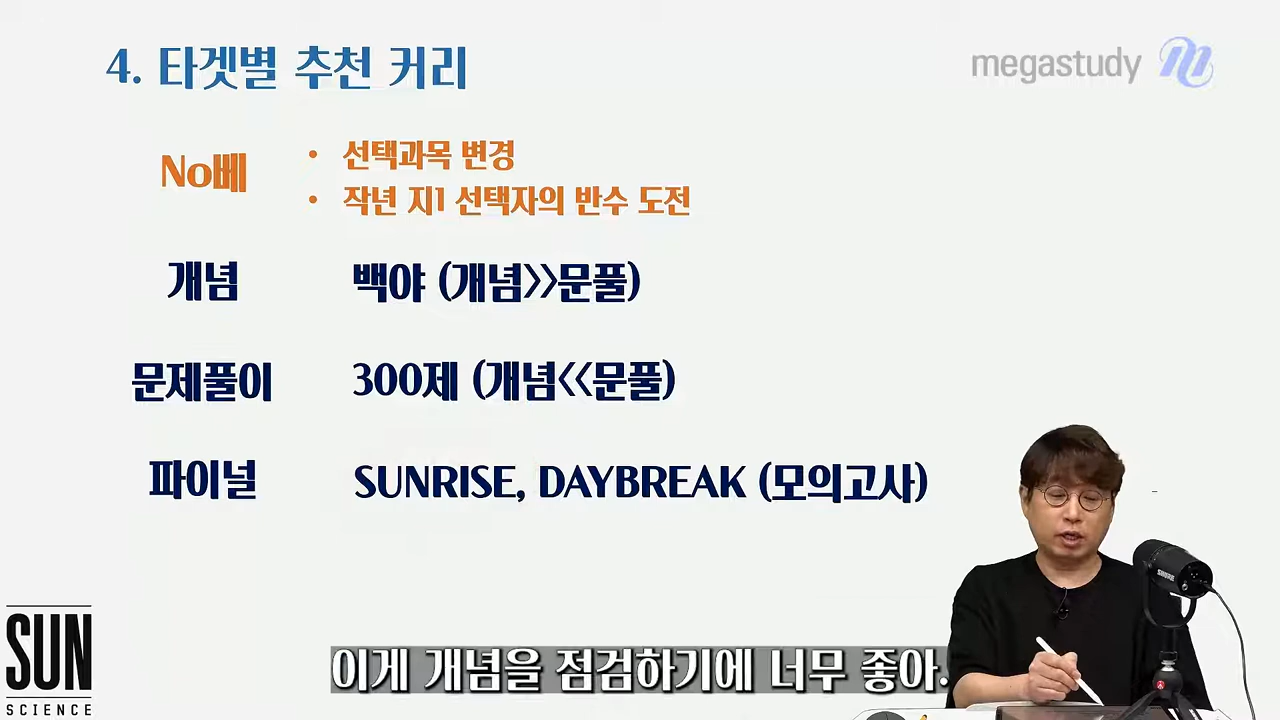 4. 타겟별 추천 커리
megastudy
No베
• 선택과목 변경
• 작년 지1 선택자의 반수 도전
개념 백야 (개념>>문풀)
문제풀이 300제 (개념<<문풀)
파이널 SUNRISE, DAYBREAK (모의고사)
SUN
SCIENCE
이게 개념을 점검하기에 너무 좋아.